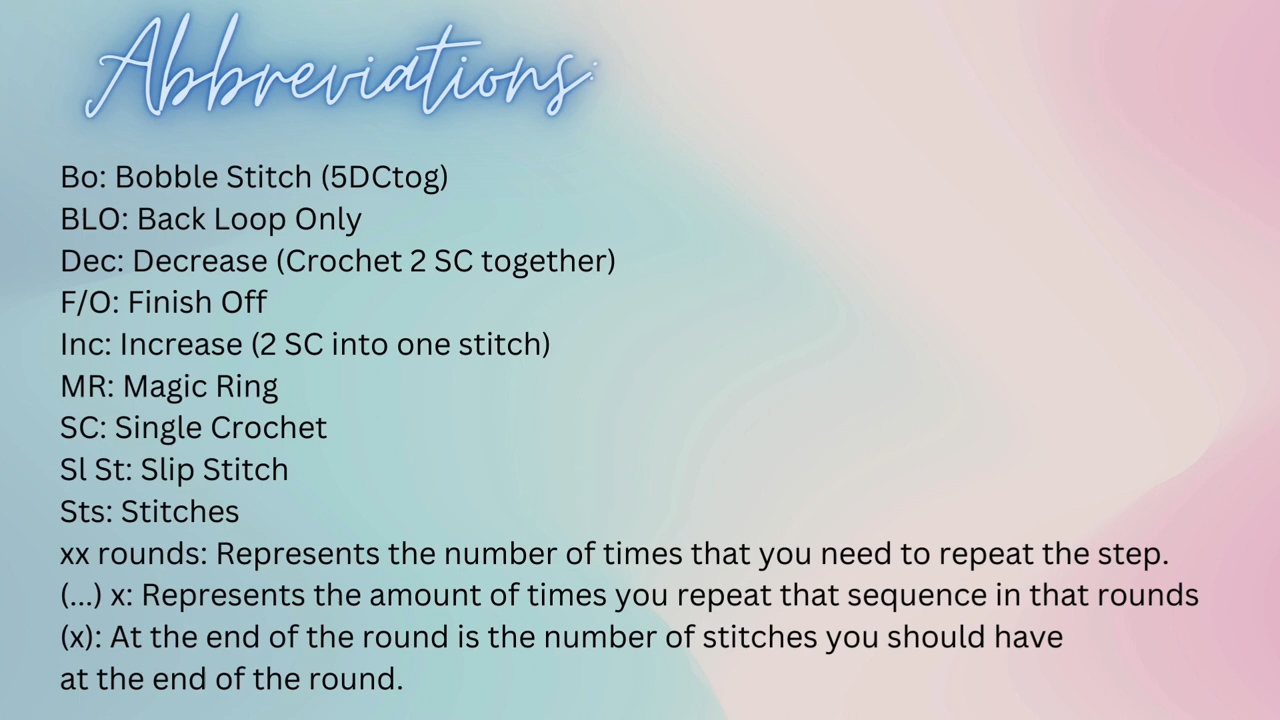 Abbreviations:
Bo: Bobble Stitch (5DCtog)
BLO: Back Loop Only
Dec: Decrease (Crochet 2 SC together)
F/O: Finish Off
Inc: Increase (2 SC into one stitch)
MR: Magic Ring
SC: Single Crochet
Sl St: Slip Stitch
Sts: Stitches
xx rounds: Represents the number of times that you need to repeat the step.
(...) x: Represents the amount of times you repeat that sequence in that rounds
(x): At the end of the round is the number of stitches you should have
at the end of the round.